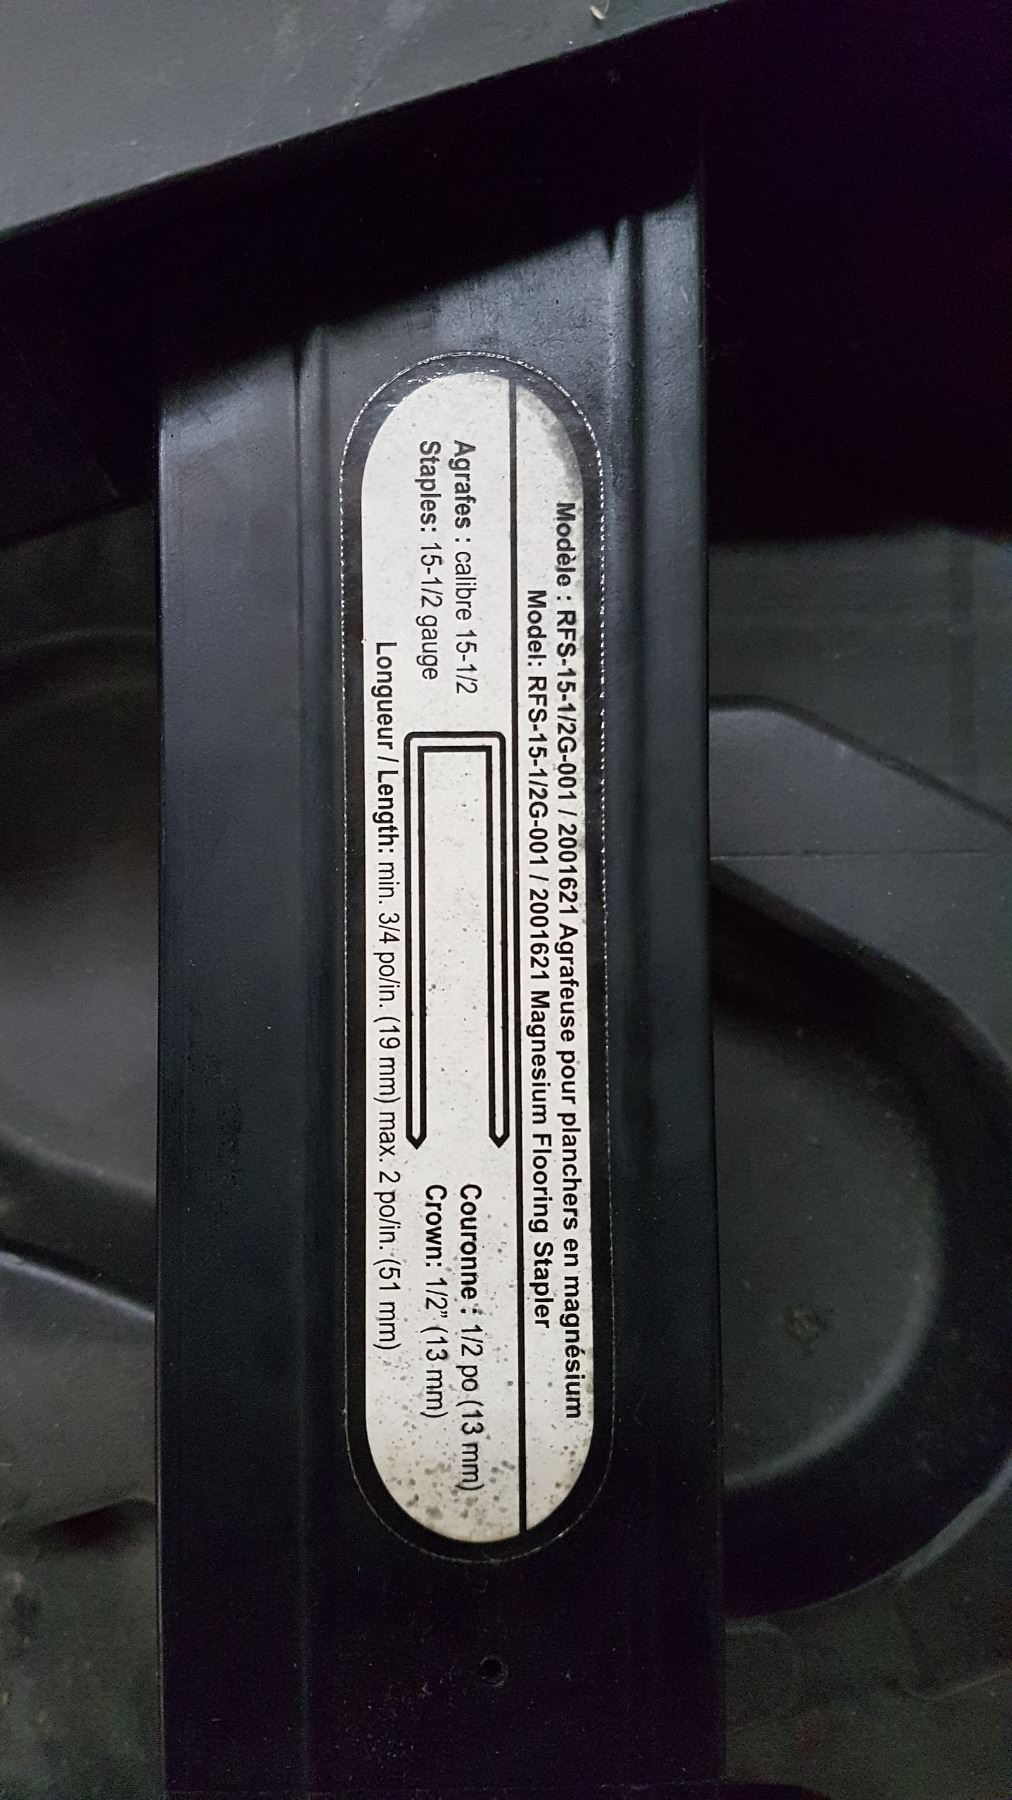 Modèle : RFS-15-1/2G-001 / 2001621 Agrafeuse pour planchers en magnésium
Model: RFS-15-1/2G-001 / 2001621 Magnesium Flooring Stapler
Agrafes : calibre 15-1/2
Staples: 15-1/2 gauge
Couronne : 1/2 po (13 mm)
Crown: 1/2” (13 mm)
Longueur / Length: min. 3/4 po/in. (19 mm) max. 2 po/in. (51 mm)